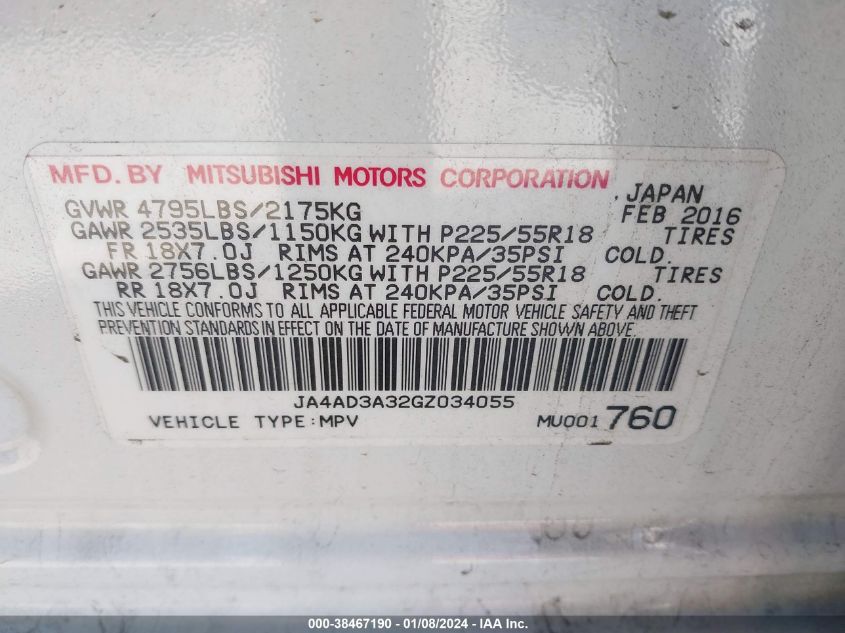 MFD. BY MITSUBISHI MOTORS CORPORATION
JAPAN
GVWR 4795LBS/2175KG FEB 2016
GAWR 2535LBS/1150KG WITH P225/55R18 TIRES
FR 18X7.0J RIMS AT 240KPA/35PSI COLD.
GAWR 2756LBS/1250KG WITH P225/55R18 TIRES
RR 18X7.0J RIMS AT 240KPA/35PSI COLD.
THIS VEHICLE CONFORMS TO ALL APPLICABLE FEDERAL MOTOR VEHICLE SAFETY AND THEFT
PREVENTION STANDARDS IN EFFECT ON THE DATE OF MANUFACTURE SHOWN ABOVE.
JA4AD3A32GZ034055
VEHICLE TYPE:MPV MU001760
000-38467190 - 01/08/2024 - IAA Inc.